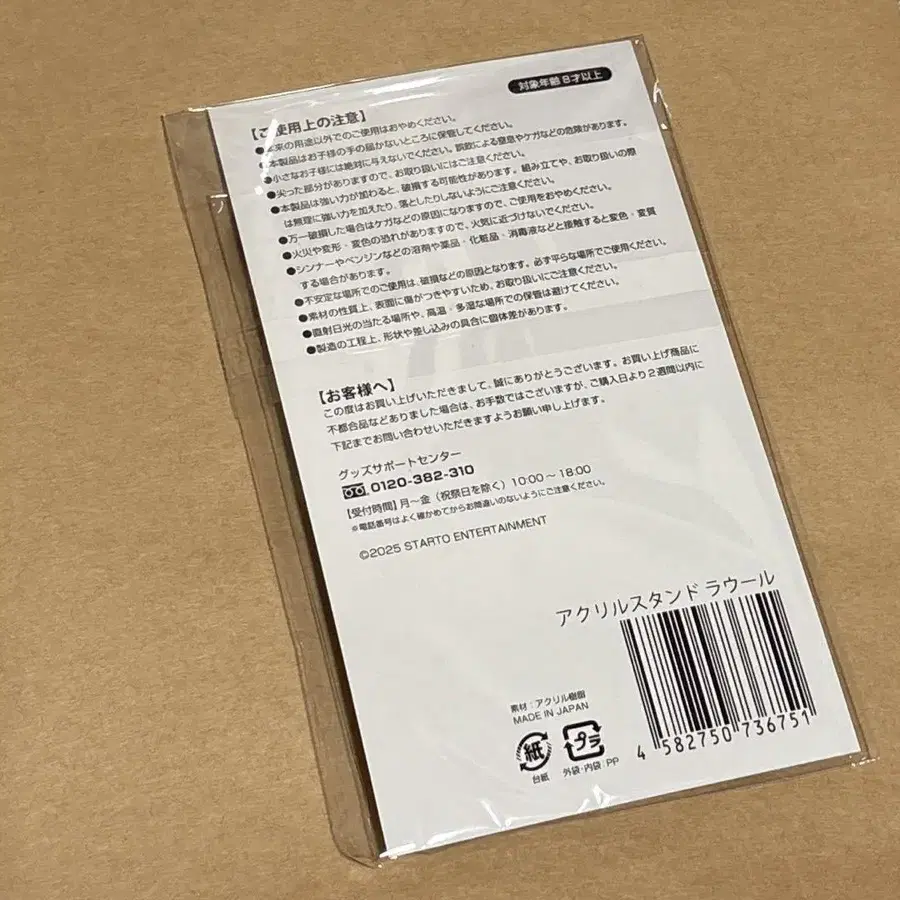 対象年齢 8才以上
【ご使用上の注意】
●本来の用途以外でのご使用はおやめください。
●本製品はお子様の手の届かないところに保管してください。
●小さなお子様には絶対に与えないでください。誤飲による窒息やケガなどの危険があります。
●尖った部分がありますので、お取り扱いにはご注意ください。
●本製品は強い力が加わると、破損する可能性があります。組み立てや、お取り扱いの際
は無理に強い力を加えたり、落としたりしないようにご注意ください。
●万一破損した場合はケガなどの原因になりますので、ご使用をおやめください。
●火災や変形・変色の恐れがありますので、火気に近づけないでください。
●シンナーやベンジンなどの溶剤や薬品・化粧品・消毒液などと接触すると変色・変質
する場合があります。
●不安定な場所でのご使用は、破損などの原因となります。必ず平らな場所でご使用ください。
●素材の性質上、表面に傷がつきやすいため、お取り扱いにご注意ください。
●直射日光の当たる場所や、高温・多湿な場所での保管は避けてください。
●製造の工程上、形状や差し込みの具合に個体差があります。
【お客様へ】
この度はお買い上げいただきまして、誠にありがとうございます。お買い上げ商品に
不都合品などありました場合は、お手数ではございますが、ご購入日より2週間以内に
下記までお問い合わせいただきますようお願い申し上げます。
グッズサポートセンター
0120-382-310
【受付時間】月～金（祝祭日を除く）10:00～18:00
※電話番号はよく確かめてからお間違いのないようにご注意ください。
©2025 STARTO ENTERTAINMENT
アクリルスタンド ラウール
素材：アクリル樹脂
MADE IN JAPAN
紙
プラ
台紙
外袋・内袋：PP
4 582750 736751